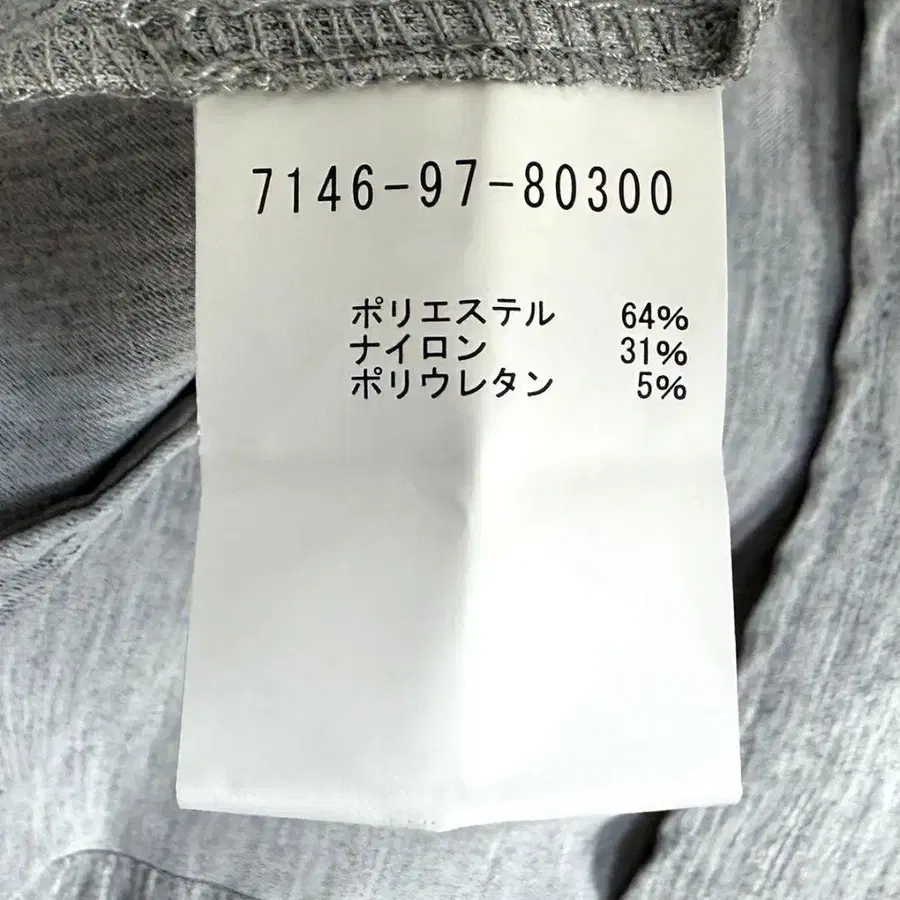 7146-97-80300
ポリエステル 64%
ナイロン 31%
ポリウレタン 5%